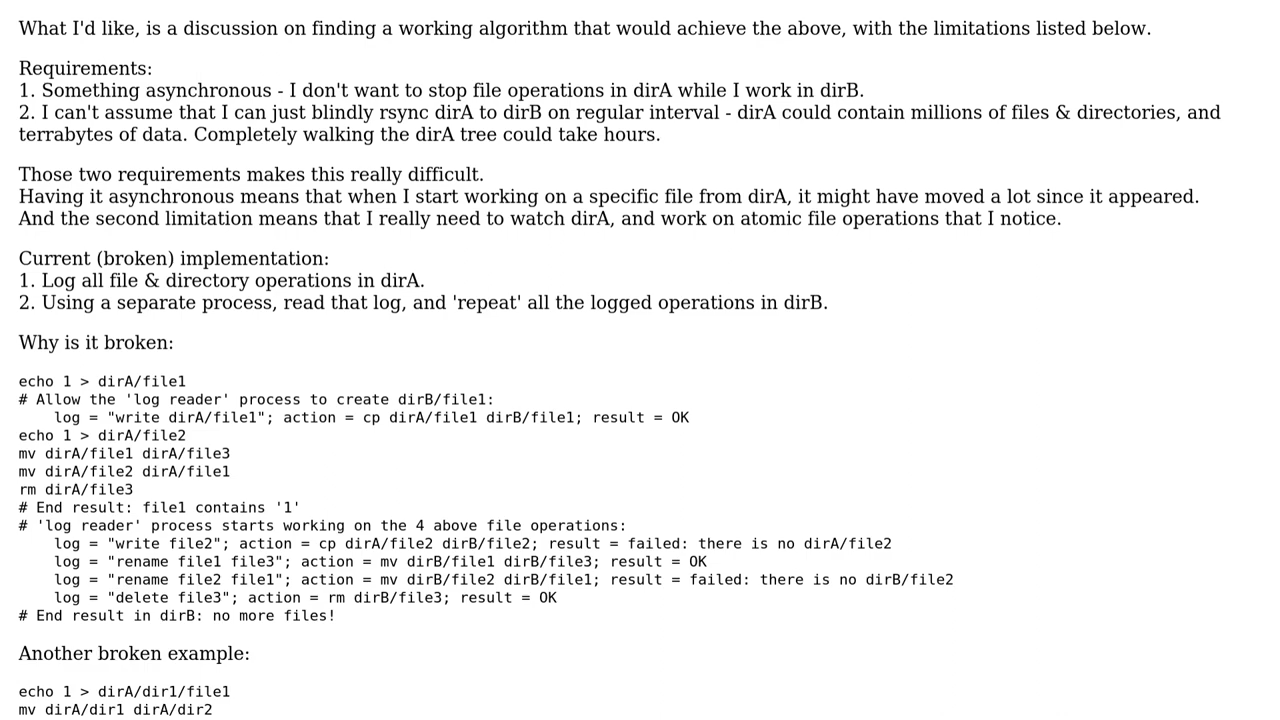 What I'd like, is a discussion on finding a working algorithm that would achieve the above, with the limitations listed below.
Requirements:
1. Something asynchronous - I don't want to stop file operations in dirA while I work in dirB.
2. I can't assume that I can just blindly rsync dirA to dirB on regular interval - dirA could contain millions of files & directories, and
terrabytes of data. Completely walking the dirA tree could take hours.
Those two requirements makes this really difficult.
Having it asynchronous means that when I start working on a specific file from dirA, it might have moved a lot since it appeared.
And the second limitation means that I really need to watch dirA, and work on atomic file operations that I notice.
Current (broken) implementation:
1. Log all file & directory operations in dirA.
2. Using a separate process, read that log, and 'repeat' all the logged operations in dirB.
Why is it broken:
echo 1 > dirA/file1
# Allow the 'log reader' process to create dirB/file1:
    log = "write dirA/file1"; action = cp dirA/file1 dirB/file1; result = OK
echo 1 > dirA/file2
mv dirA/file1 dirA/file3
mv dirA/file2 dirA/file1
rm dirA/file3
# End result: file1 contains '1'
# 'log reader' process starts working on the 4 above file operations:
    log = "write file2"; action = cp dirA/file2 dirB/file2; result = failed: there is no dirA/file2
    log = "rename file1 file3"; action = mv dirB/file1 dirB/file3; result = OK
    log = "rename file2 file1"; action = mv dirB/file2 dirB/file1; result = failed: there is no dirB/file2
    log = "delete file3"; action = rm dirB/file3; result = OK
# End result in dirB: no more files!
Another broken example:
echo 1 > dirA/dir1/file1
mv dirA/dir1 dirA/dir2